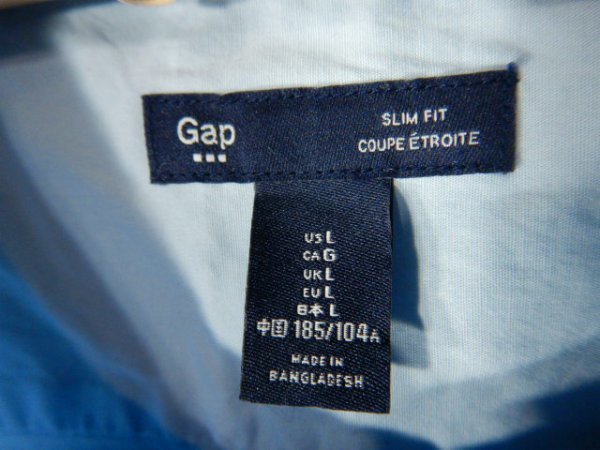 Gap
SLIM FIT
COUPE ÉTROITE
US L
CA G
UK L
EU L
日本 L
中国 185/104A
MADE IN
BANGLADESH